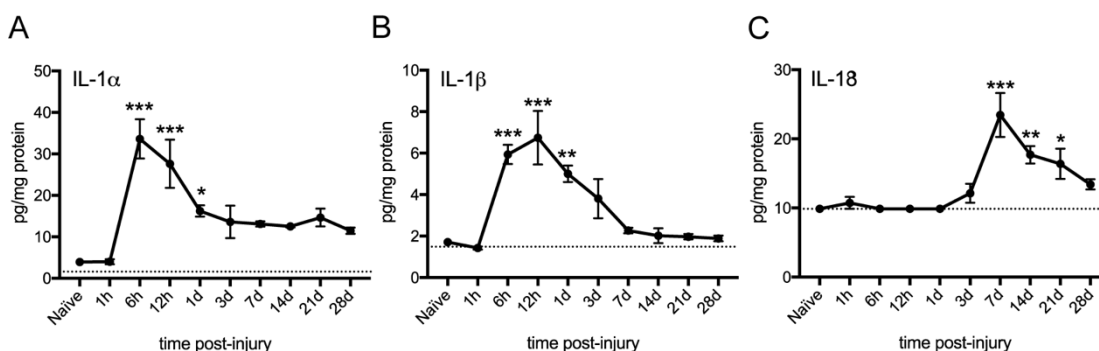 A
IL-1α
pg/mg protein
50
40
30
20
10
0
***
***
*
Naïve
1h
6h
12h
1d
3d
7d
14d
21d
28d
time post-injury
B
IL-1β
pg/mg protein
8
6
4
2
0
***
***
**
Naïve
1h
6h
12h
1d
3d
7d
14d
21d
28d
time post-injury
C
IL-18
pg/mg protein
30
20
10
0
***
**
*
Naïve
1h
6h
12h
1d
3d
7d
14d
21d
28d
time post-injury